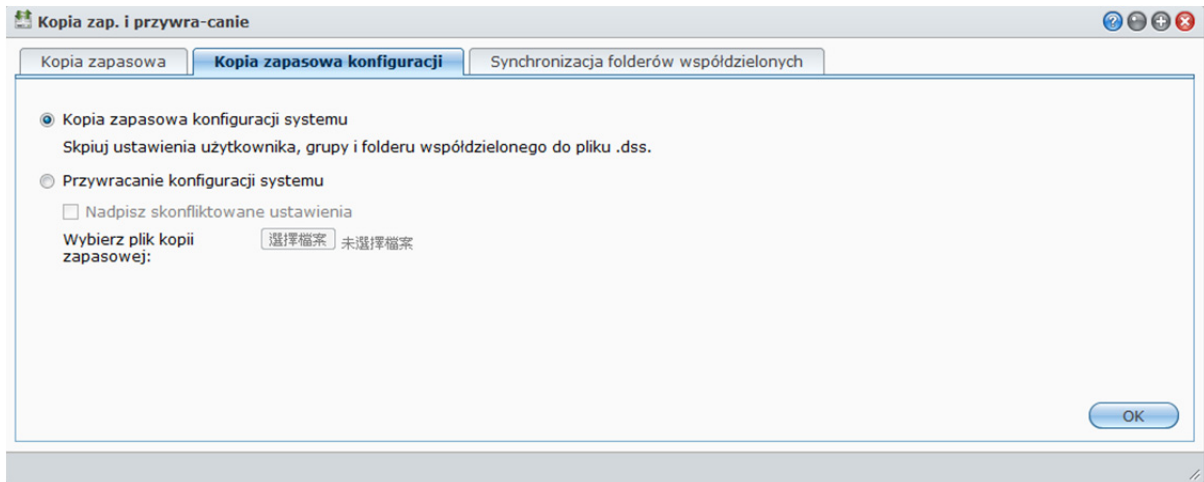 Kopia zap. i przywra-canie
Kopia zapasowa Kopia zapasowa konfiguracji Synchronizacja folderów współdzielonych
Kopia zapasowa konfiguracji systemu
Skpiuj ustawienia użytkownika, grupy i folderu współdzielonego do pliku .dss.
Przywracanie konfiguracji systemu
Nadpisz skonfliktowane ustawienia
Wybierz plik kopii 選擇檔案 未選擇檔案
zapasowej:
OK